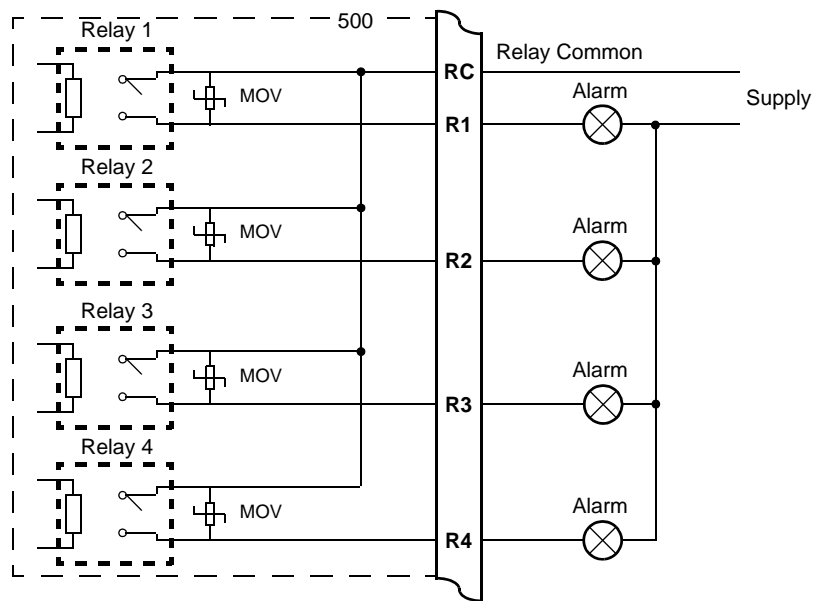 Relay 1
500
RC
Relay Common
MOV
Alarm
Supply
R1
Relay 2
MOV
Alarm
R2
Relay 3
MOV
Alarm
R3
Relay 4
MOV
Alarm
R4